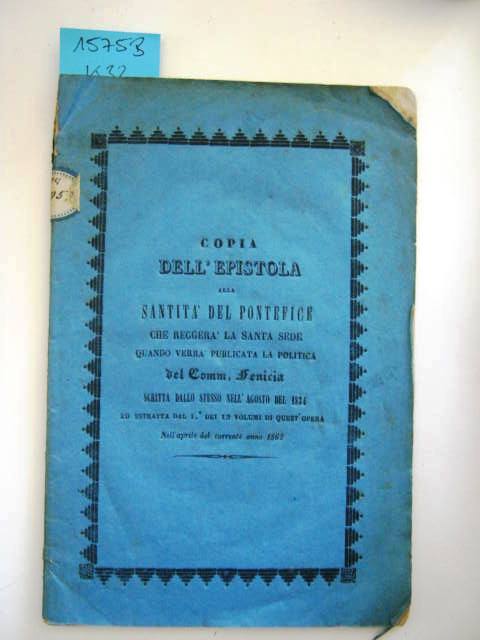 15753
COPIA
DELL'EPISTOLA
ALLA
SANTITA' DEL PONTEFICE
CHE REGGERA' LA SANTA SEDE
QUANDO VERRA' PUBLICATA LA POLITICA
del Comm. Fenicia
SCRITTA DALLO STESSO NELL'AGOSTO DEL 1874
ED ESTRATTA DAL 1.° DEI 12 VOLUMI DI QUEST'OPERA
Nell'aprile del corrente anno 1862